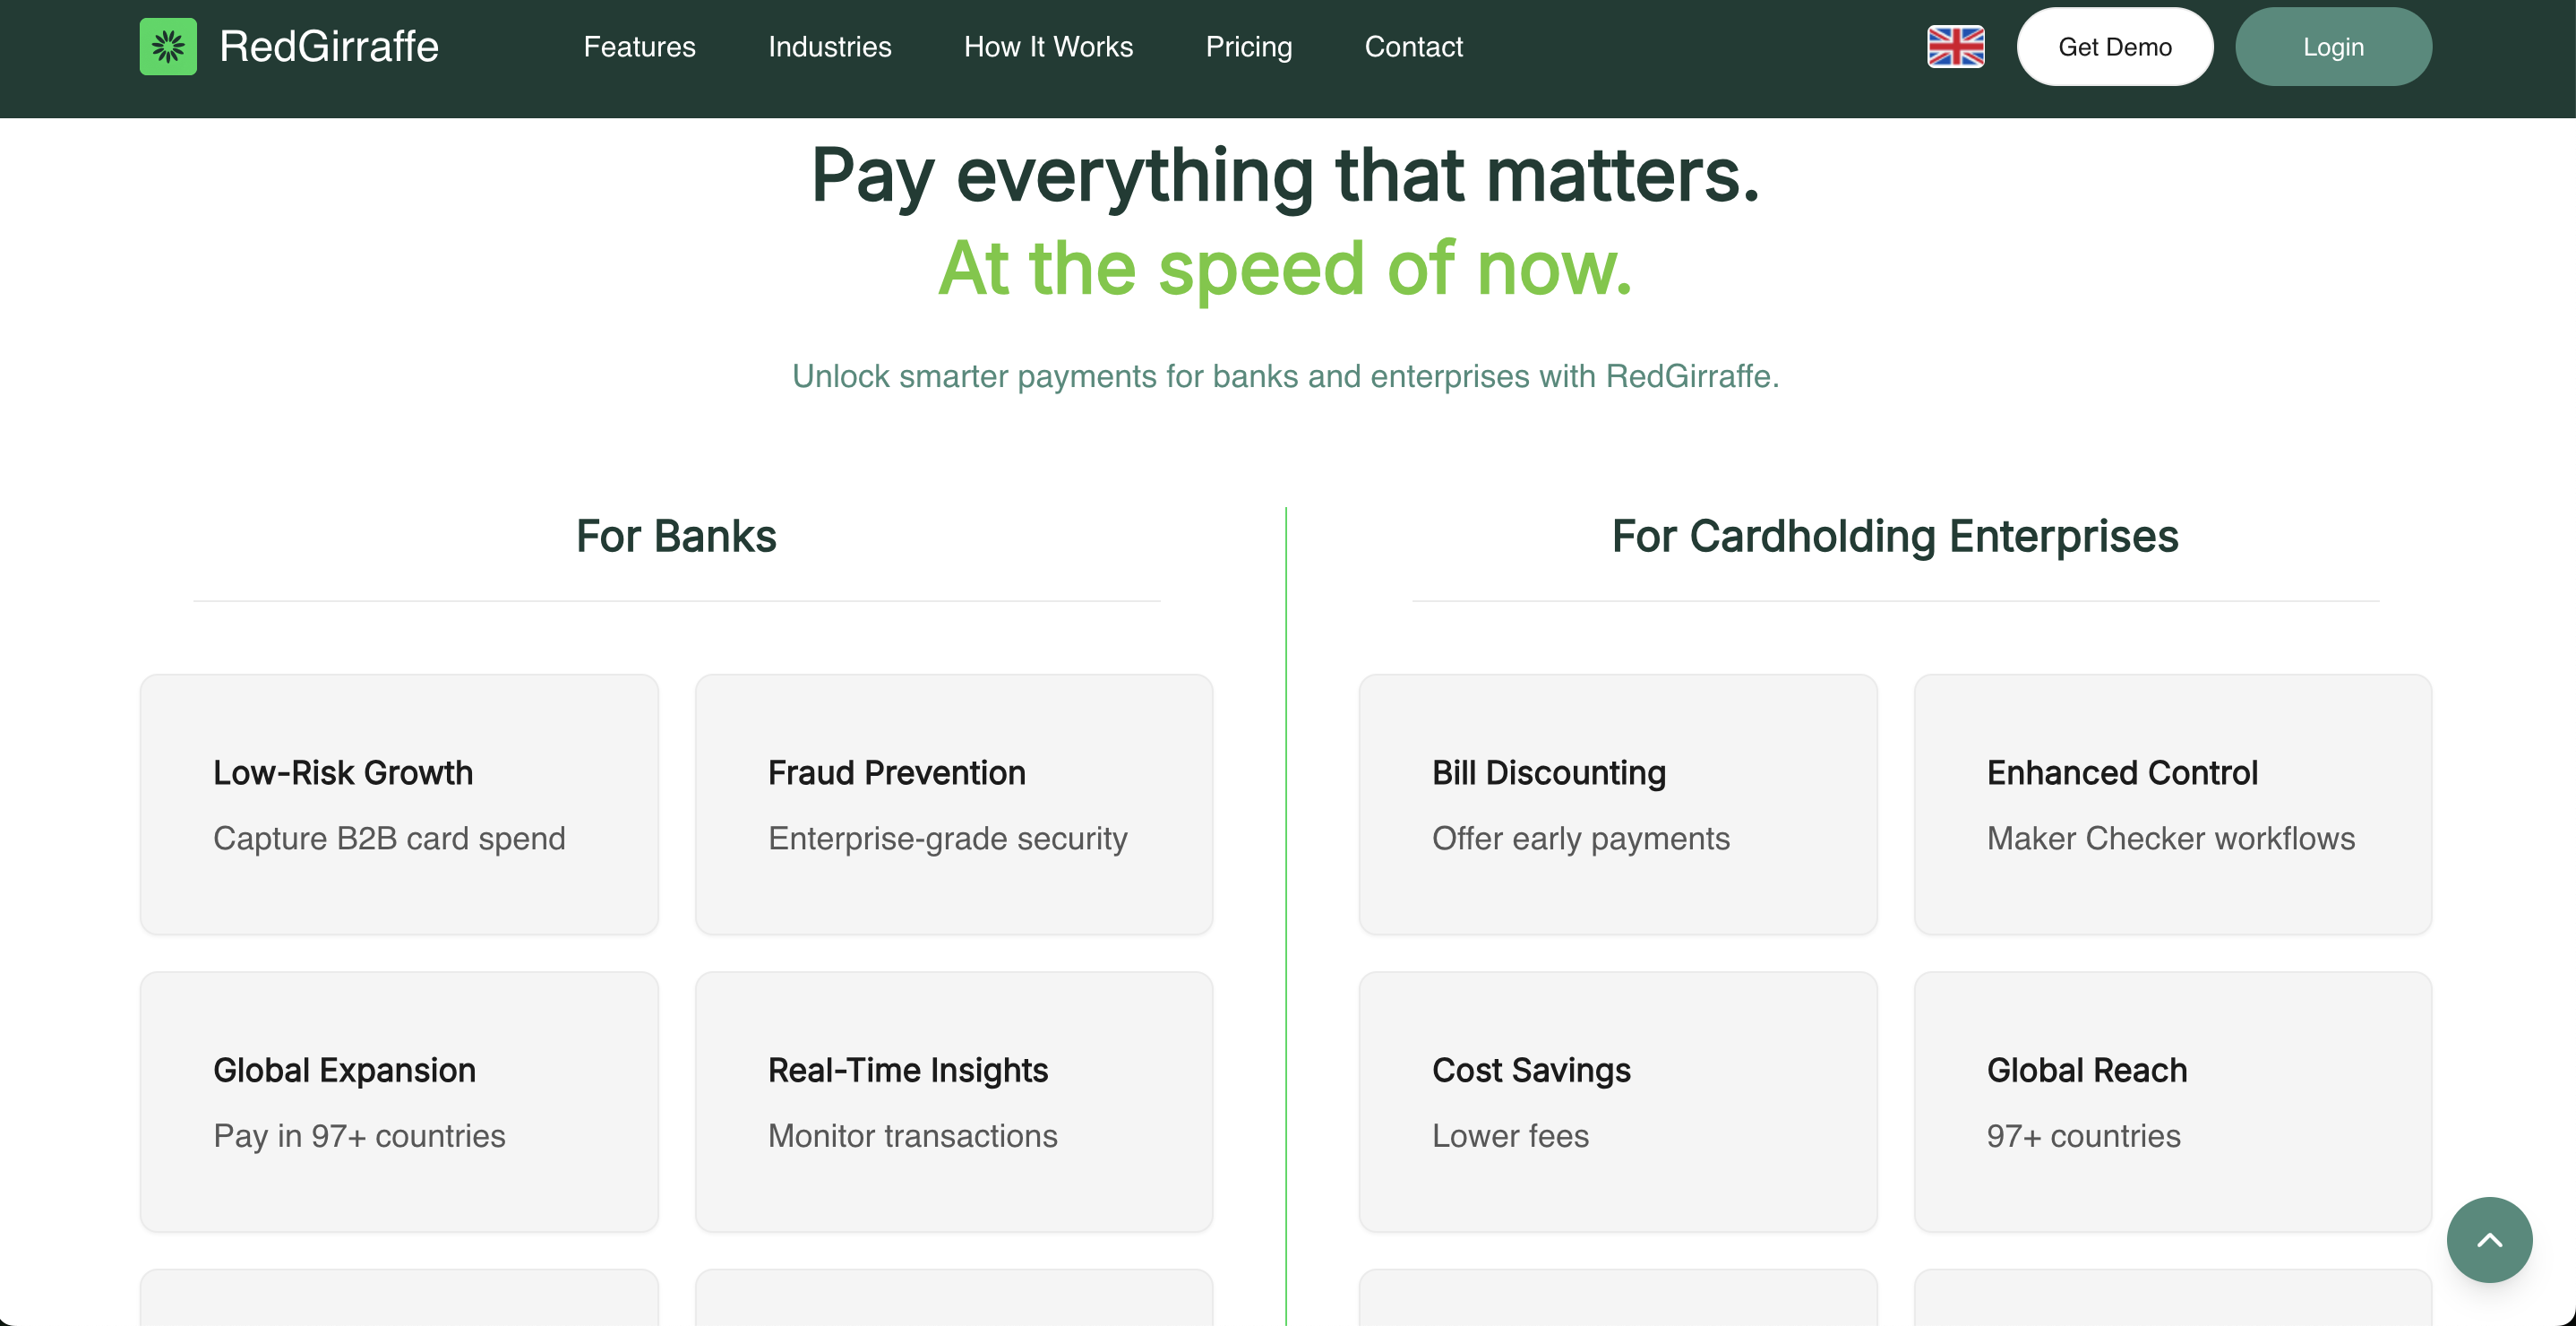 RedGirraffe
Features
Industries
How It Works
Pricing
Contact
Get Demo
Login
Pay everything that matters.
At the speed of now.
Unlock smarter payments for banks and enterprises with RedGirraffe.
For Banks
Low-Risk Growth
Capture B2B card spend
Fraud Prevention
Enterprise-grade security
Global Expansion
Pay in 97+ countries
Real-Time Insights
Monitor transactions
For Cardholding Enterprises
Bill Discounting
Offer early payments
Enhanced Control
Maker Checker workflows
Cost Savings
Lower fees
Global Reach
97+ countries